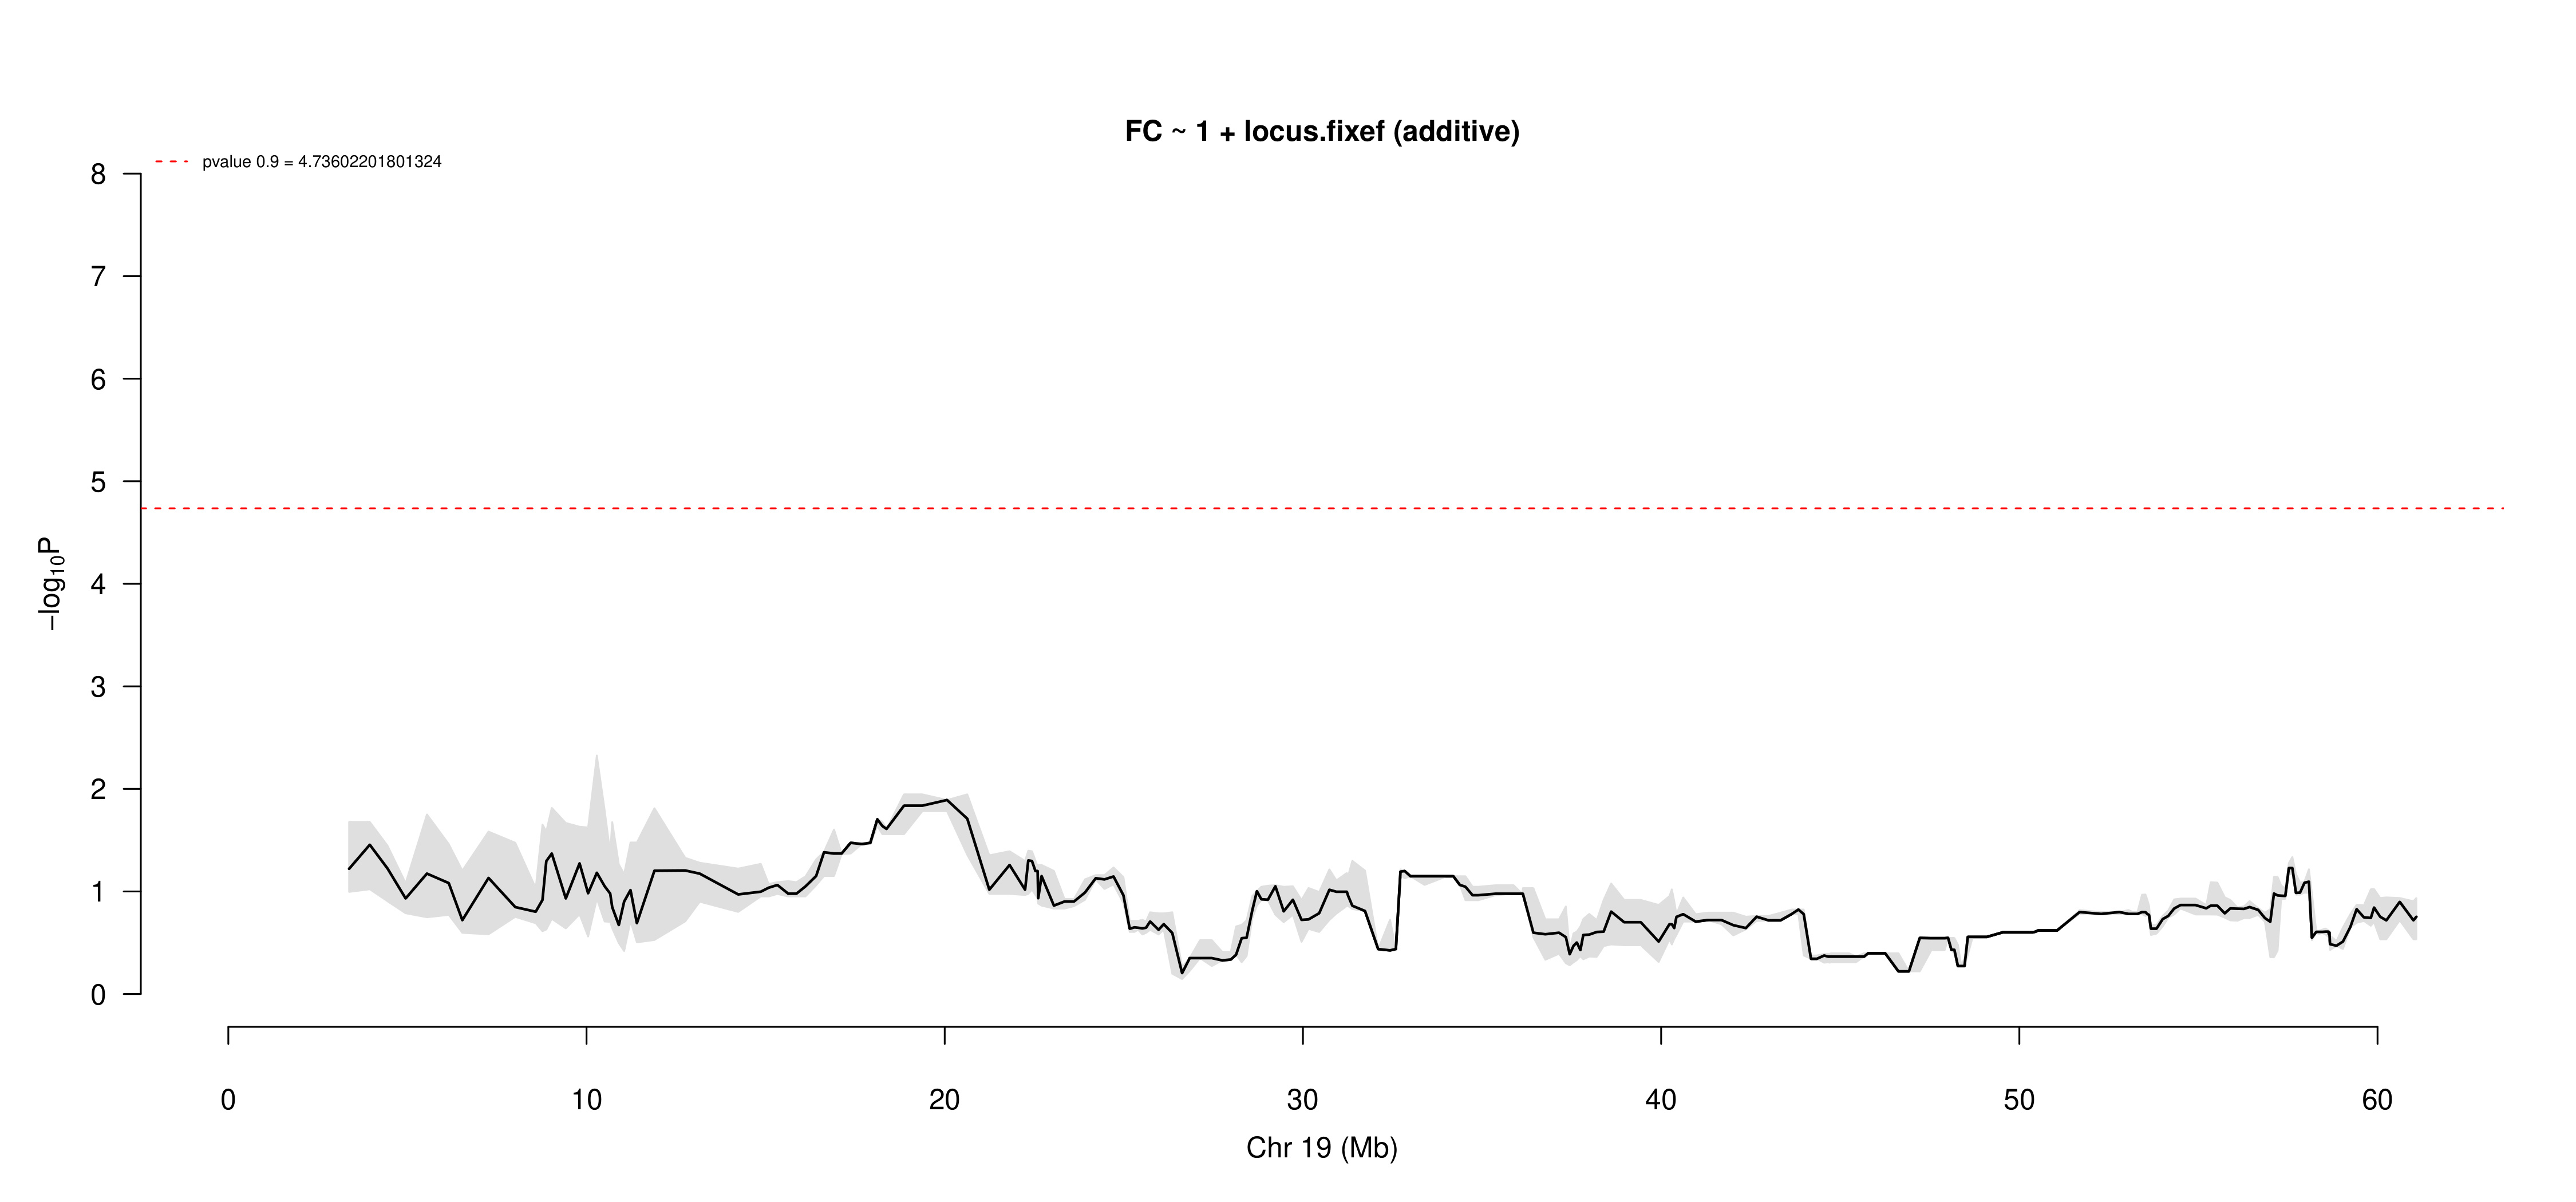 FC ~ 1 + locus.fixef (additive)
pvalue 0.9 = 4.73602201801324
8
7
6
5
4
3
2
1
0
−log10P
0 10 20 30 40 50 60
Chr 19 (Mb)